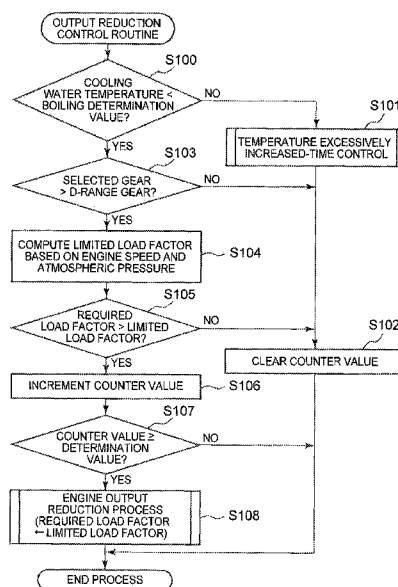 OUTPUT REDUCTION
CONTROL ROUTINE
S100
COOLING
WATER TEMPERATURE <
BOILING DETERMINATION
VALUE?
NO
YES
S101
TEMPERATURE EXCESSIVELY
INCREASED-TIME CONTROL
S103
SELECTED GEAR
> D-RANGE GEAR?
NO
YES
COMPUTE LIMITED LOAD FACTOR
BASED ON ENGINE SPEED AND
ATMOSPHERIC PRESSURE
S104
S105
REQUIRED
LOAD FACTOR > LIMITED
LOAD FACTOR?
NO
YES
S102
CLEAR COUNTER VALUE
INCREMENT COUNTER VALUE
S106
S107
COUNTER VALUE ≥
DETERMINATION
VALUE?
NO
YES
ENGINE OUTPUT
REDUCTION PROCESS
(REQUIRED LOAD FACTOR
← LIMITED LOAD FACTOR)
S108
END PROCESS